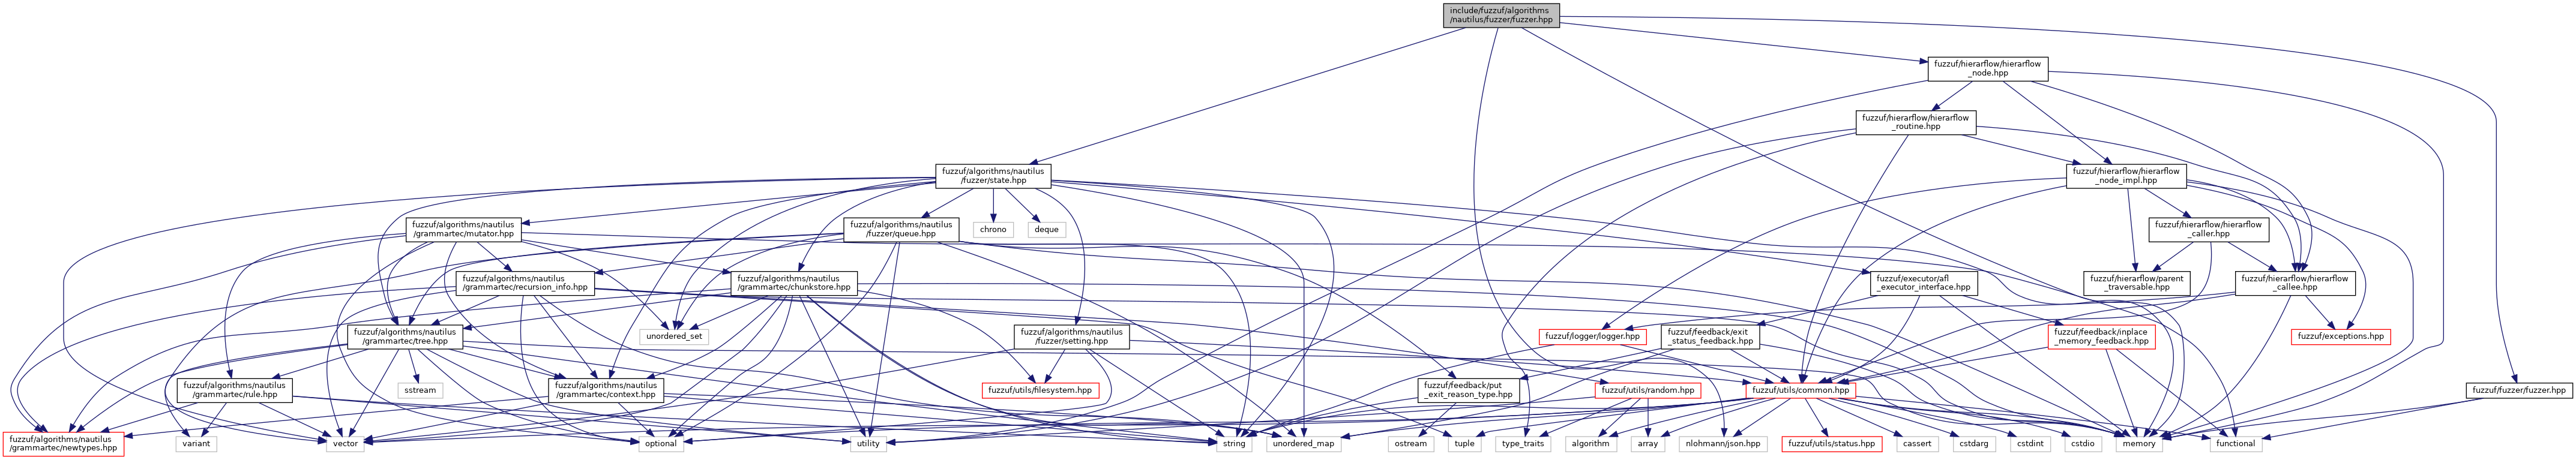 include/fuzzuf/algorithms
/nautilus/fuzzer/fuzzer.hpp
fuzzuf/hierarflow/hierarflow
_node.hpp
fuzzuf/hierarflow/hierarflow
_routine.hpp
fuzzuf/algorithms/nautilus
/fuzzer/state.hpp
fuzzuf/hierarflow/hierarflow
_node_impl.hpp
fuzzuf/algorithms/nautilus
/grammartec/mutator.hpp
fuzzuf/algorithms/nautilus
/fuzzer/queue.hpp
chrono
deque
fuzzuf/hierarflow/hierarflow
_caller.hpp
fuzzuf/algorithms/nautilus
/grammartec/recursion_info.hpp
fuzzuf/algorithms/nautilus
/grammartec/chunkstore.hpp
fuzzuf/executor/afl
_executor_interface.hpp
fuzzuf/hierarflow/parent
_traversable.hpp
fuzzuf/hierarflow/hierarflow
_callee.hpp
fuzzuf/algorithms/nautilus
/grammartec/tree.hpp
unordered_set
fuzzuf/algorithms/nautilus
/fuzzer/setting.hpp
fuzzuf/logger/logger.hpp
fuzzuf/feedback/exit
_status_feedback.hpp
fuzzuf/feedback/inplace
_memory_feedback.hpp
fuzzuf/exceptions.hpp
fuzzuf/algorithms/nautilus
/grammartec/rule.hpp
sstream
fuzzuf/algorithms/nautilus
/grammartec/context.hpp
fuzzuf/utils/filesystem.hpp
fuzzuf/feedback/put
_exit_reason_type.hpp
fuzzuf/utils/random.hpp
fuzzuf/utils/common.hpp
fuzzuf/fuzzer/fuzzer.hpp
fuzzuf/algorithms/nautilus
/grammartec/newtypes.hpp
variant
vector
optional
utility
string
unordered_map
ostream
tuple
type_traits
algorithm
array
nlohmann/json.hpp
fuzzuf/utils/status.hpp
cassert
cstdarg
cstdint
cstdio
memory
functional